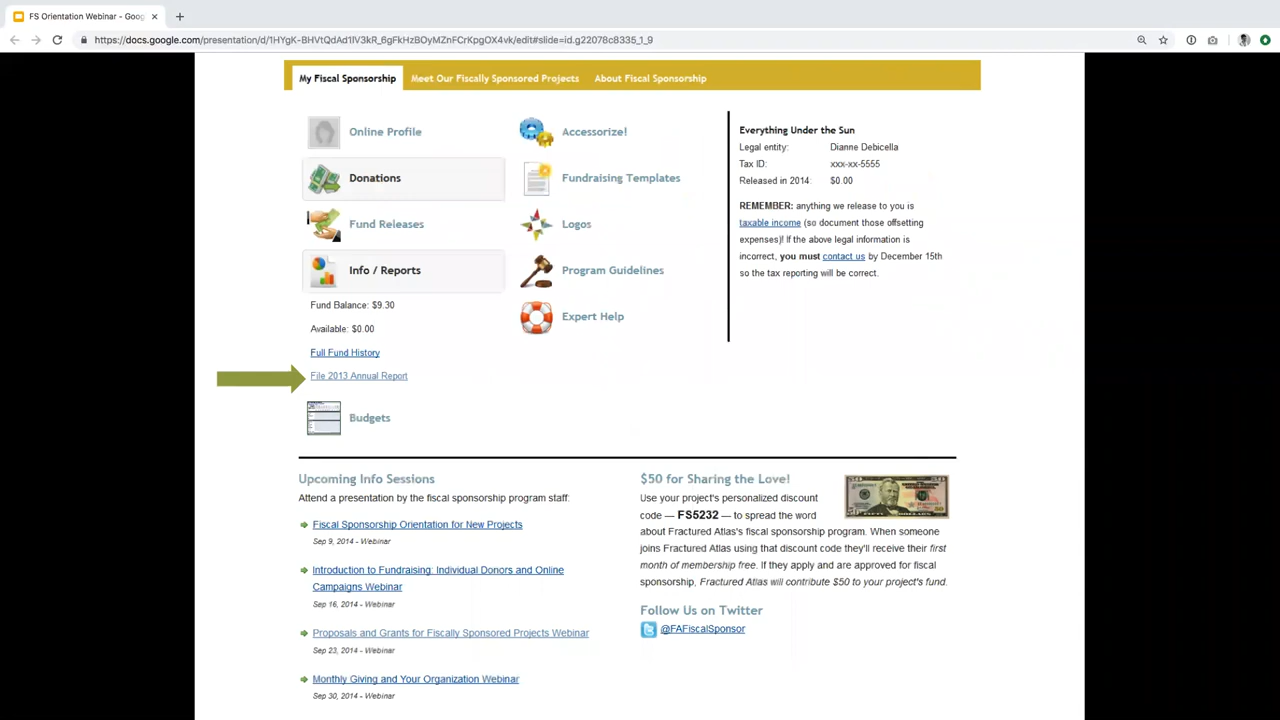 FS Orientation Webinar - Goog
https://docs.google.com/presentation/d/1HYgK-BHVtQdAd1lV3kR_6gFkHzBOyMZnFCrKpgOX4vk/edit#slide=id.g22078c8335_1_9
My Fiscal Sponsorship
Meet Our Fiscally Sponsored Projects
About Fiscal Sponsorship
Online Profile
Donations
Fund Releases
Info / Reports
Fund Balance: $9.30
Available: $0.00
Full Fund History
File 2013 Annual Report
Budgets
Accessorize!
Fundraising Templates
Logos
Program Guidelines
Expert Help
Everything Under the Sun
Legal entity: Dianne Debicella
Tax ID: xxx-xx-5555
Released in 2014: $0.00
REMEMBER: anything we release to you is
taxable income (so document those offsetting
expenses)! If the above legal information is
incorrect, you must contact us by December 15th
so the tax reporting will be correct.
Upcoming Info Sessions
Attend a presentation by the fiscal sponsorship program staff:
Fiscal Sponsorship Orientation for New Projects
Sep 9, 2014 - Webinar
Introduction to Fundraising: Individual Donors and Online
Campaigns Webinar
Sep 16, 2014 - Webinar
Proposals and Grants for Fiscally Sponsored Projects Webinar
Sep 23, 2014 - Webinar
Monthly Giving and Your Organization Webinar
Sep 30, 2014 - Webinar
$50 for Sharing the Love!
Use your project's personalized discount
code — FS5232 — to spread the word
about Fractured Atlas's fiscal sponsorship program. When someone
joins Fractured Atlas using that discount code they'll receive their first
month of membership free. If they apply and are approved for fiscal
sponsorship, Fractured Atlas will contribute $50 to your project's fund.
Follow Us on Twitter
@FAFiscalSponsor